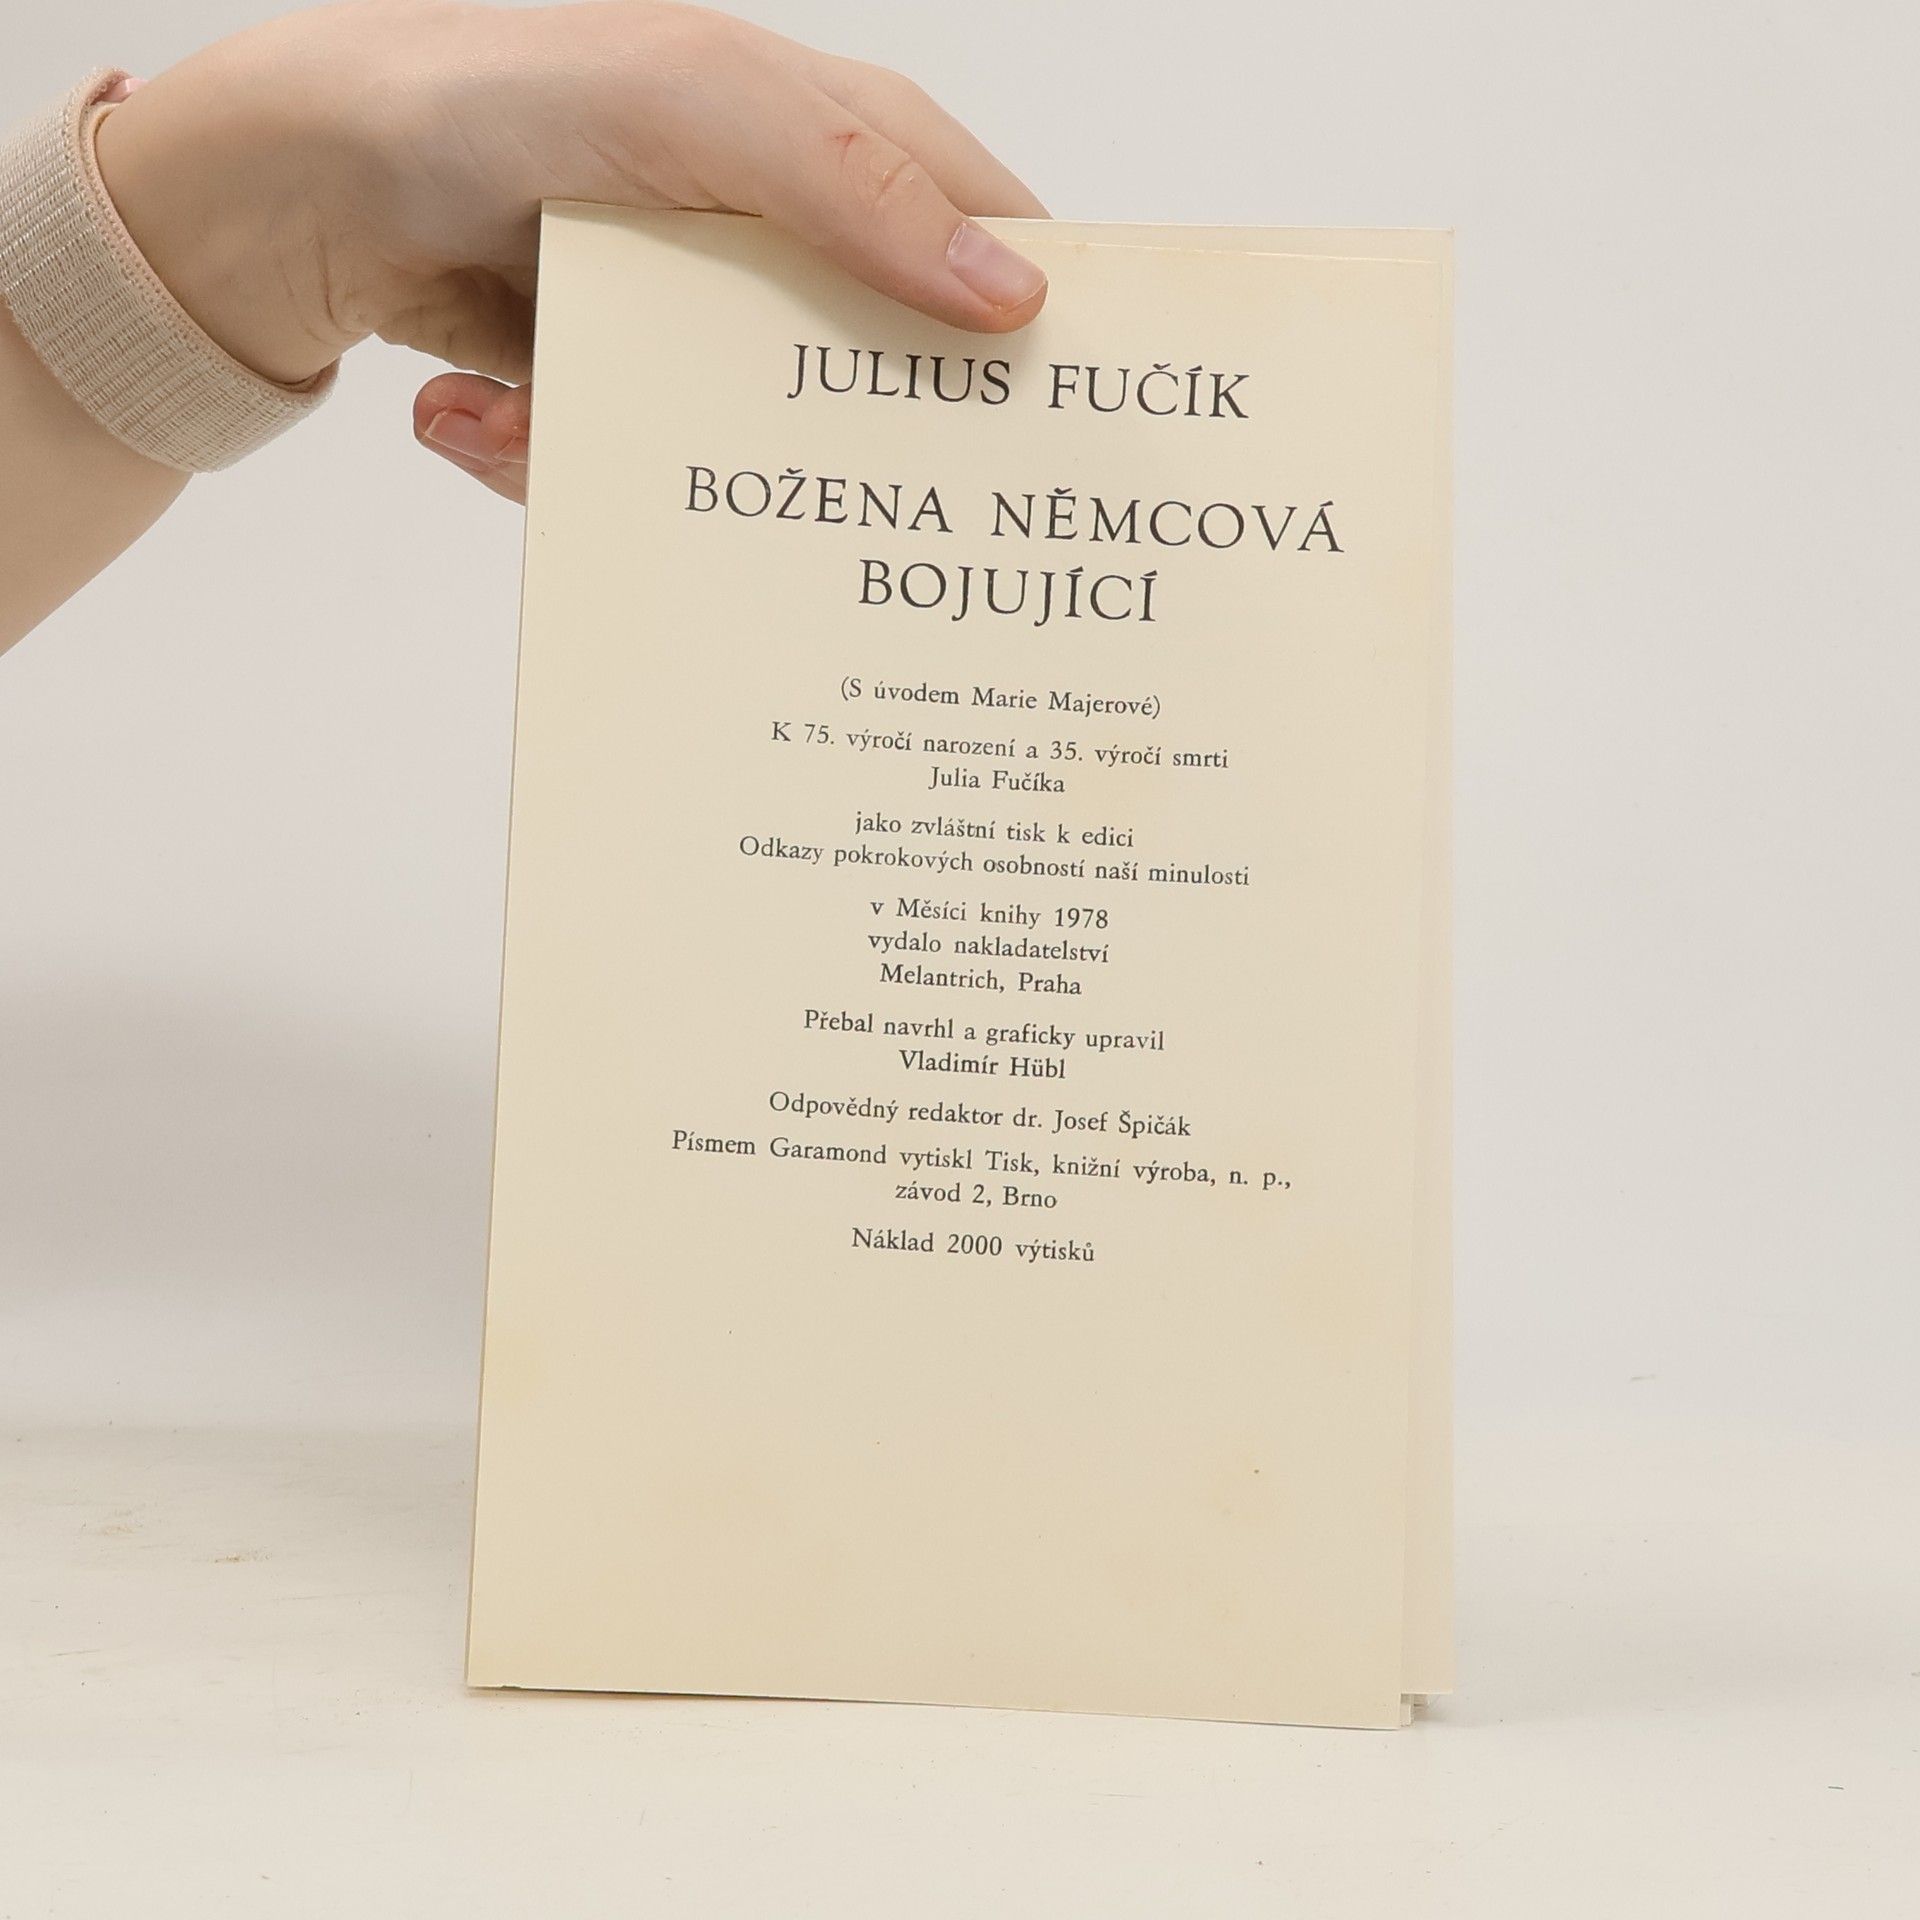 JULIUS FUČÍK
BOŽENA NĚMCOVÁ
BOJUJÍCÍ
(S úvodem Marie Majerové)
K 75. výročí narození a 35. výročí smrti
Julia Fučíka
jako zvláštní tisk k edici
Odkazy pokrokových osobností naší minulosti
v Měsíci knihy 1978
vydalo nakladatelství
Melantrich, Praha
Přebal navrhl a graficky upravil
Vladimír Hübl
Odpovědný redaktor dr. Josef Špičák
Písmem Garamond vytiskl Tisk, knižní výroba, n. p.,
závod 2, Brno
Náklad 2000 výtisků